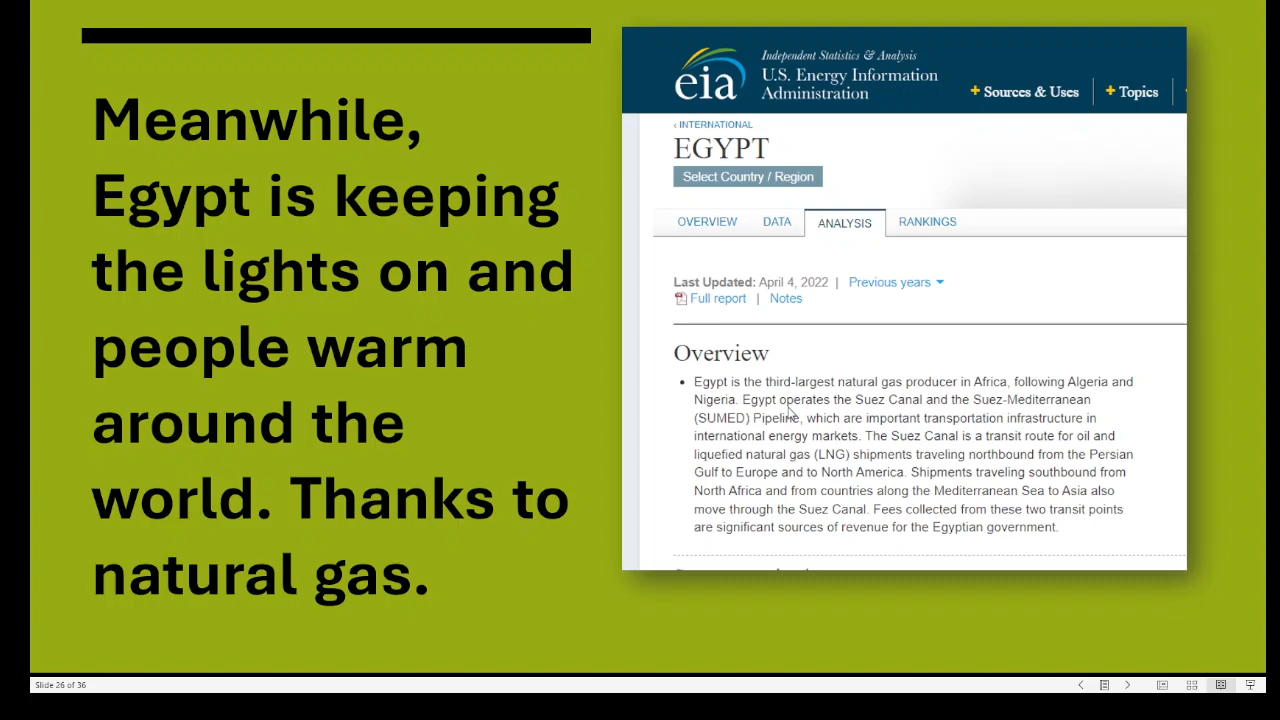 Meanwhile,
Egypt is keeping
the lights on and
people warm
around the
world. Thanks to
natural gas.
eia
Independent Statistics & Analysis
U.S. Energy Information
Administration
+ Sources & Uses
+ Topics
‹ INTERNATIONAL
EGYPT
Select Country / Region
OVERVIEW DATA ANALYSIS RANKINGS
Last Updated: April 4, 2022 | Previous years
Full report | Notes
Overview
• Egypt is the third-largest natural gas producer in Africa, following Algeria and
Nigeria. Egypt operates the Suez Canal and the Suez-Mediterranean
(SUMED) Pipeline, which are important transportation infrastructure in
international energy markets. The Suez Canal is a transit route for oil and
liquefied natural gas (LNG) shipments traveling northbound from the Persian
Gulf to Europe and to North America. Shipments traveling southbound from
North Africa and from countries along the Mediterranean Sea to Asia also
move through the Suez Canal. Fees collected from these two transit points
are significant sources of revenue for the Egyptian government.
Slide 26 of 36